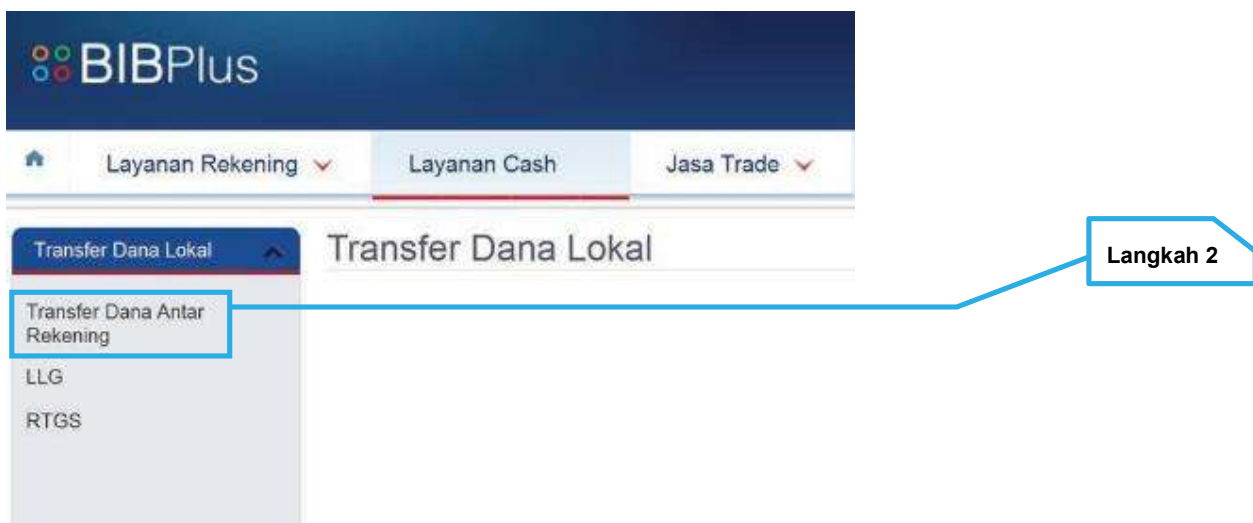 BIBPlus
Layanan Rekening Layanan Cash Jasa Trade
Transfer Dana Lokal
Transfer Dana Lokal
Langkah 2
Transfer Dana Antar
Rekening
LLG
RTGS